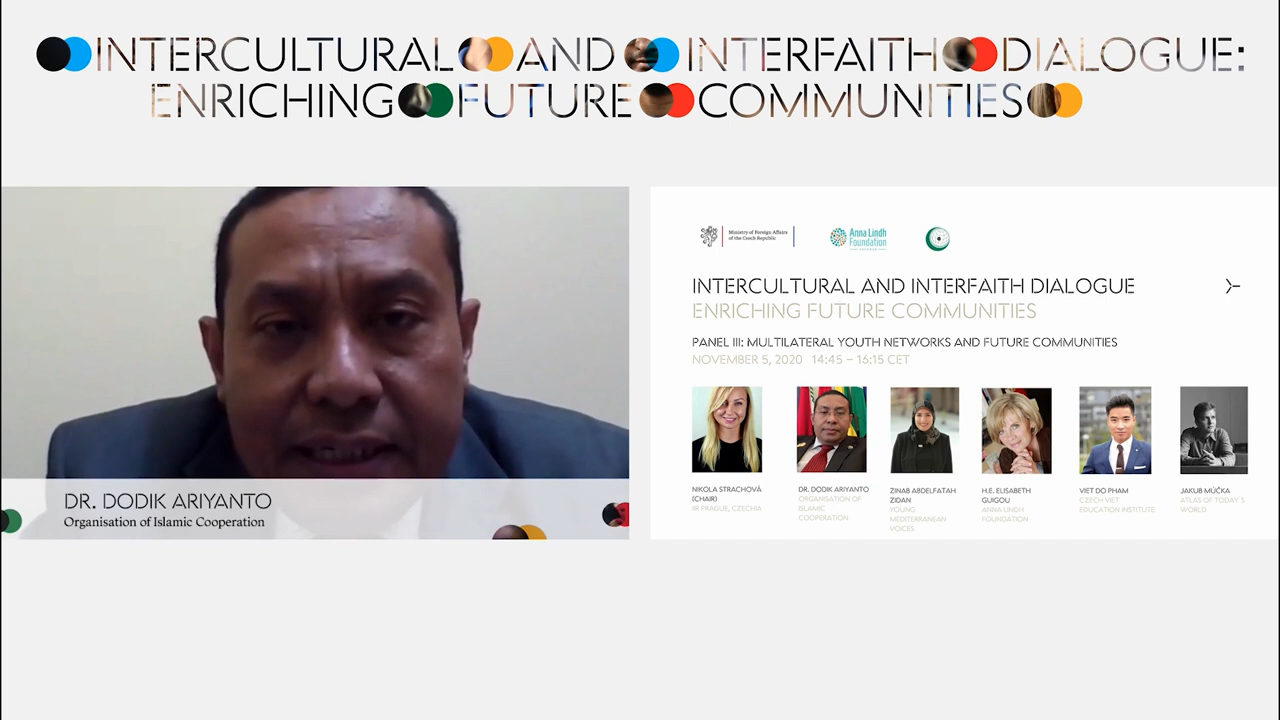 INTERCULTURAL AND INTERFAITH DIALOGUE:
ENRICHING FUTURE COMMUNITIES
DR. DODIK ARIYANTO
Organisation of Islamic Cooperation
Ministry of Foreign Affairs
of the Czech Republic
Anna Lindh
Foundation
INTERCULTURAL AND INTERFAITH DIALOGUE
ENRICHING FUTURE COMMUNITIES
PANEL III: MULTILATERAL YOUTH NETWORKS AND FUTURE COMMUNITIES
NOVEMBER 5, 2020 14:45 – 16:15 CET
NIKOLA STRACHOVÁ
(CHAIR)
IIR PRAGUE, CZECHIA
DR. DODIK ARIYANTO
ORGANISATION OF
ISLAMIC
COOPERATION
ZINAB ABDELFATAH
ZIDAN
YOUNG
MEDITERRANEAN
VOICES
H.E. ELISABETH
GUIGOU
ANNA LINDH
FOUNDATION
VIET DO PHAM
CZECH VIET
EDUCATION INSTITUTE
JAKUB MÚČKA
ATLAS OF TODAY´S
WORLD